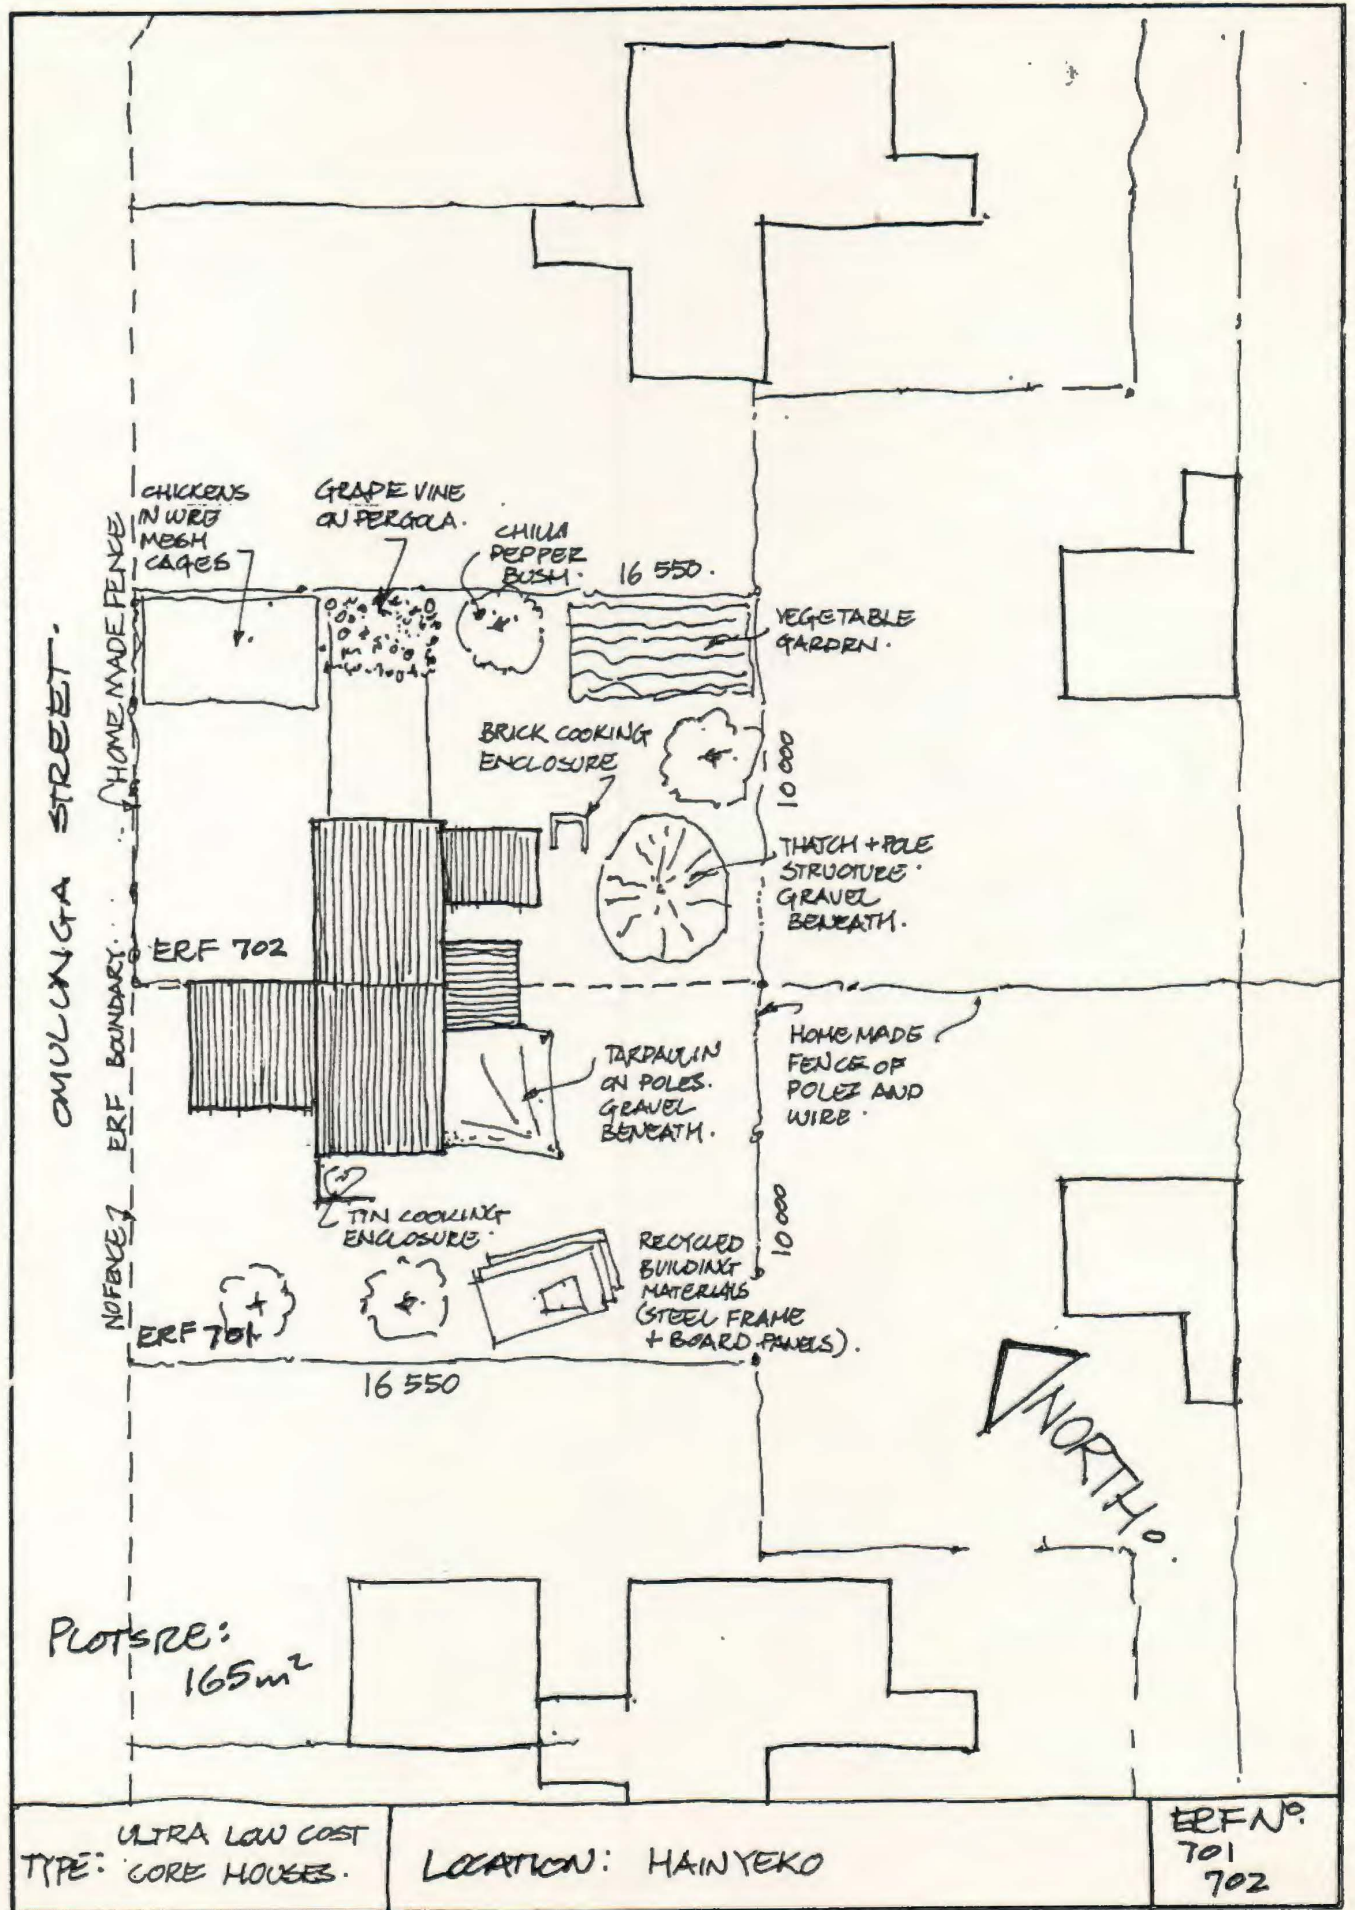 CHICKENS
IN WIRE
MESH
CAGES
GRAPE VINE
ON PERGOLA.
CHILLI
PEPPER
BUSH.
16 550.
VEGETABLE
GARDEN.
HOME MADE FENCE
OMULUNGA STREET.
BRICK COOKING
ENCLOSURE
10 000
THATCH + POLE
STRUCTURE.
GRAVEL
BENEATH.
ERF 702
ERF BOUNDARY
TARPAULIN
ON POLES.
GRAVEL
BENEATH.
HOME MADE
FENCE OF
POLES AND
WIRE.
NO FENCE
TIN COOKING
ENCLOSURE.
RECYCLED
BUILDING
MATERIALS
(STEEL FRAME
+ BOARD PANELS).
10 000
ERF 701
16 550
NORTH.
PLOTSIZE:
165m²
TYPE: ULTRA LOW COST
CORE HOUSES.
LOCATION: HAINYEKO
ERF Nº.
701
702